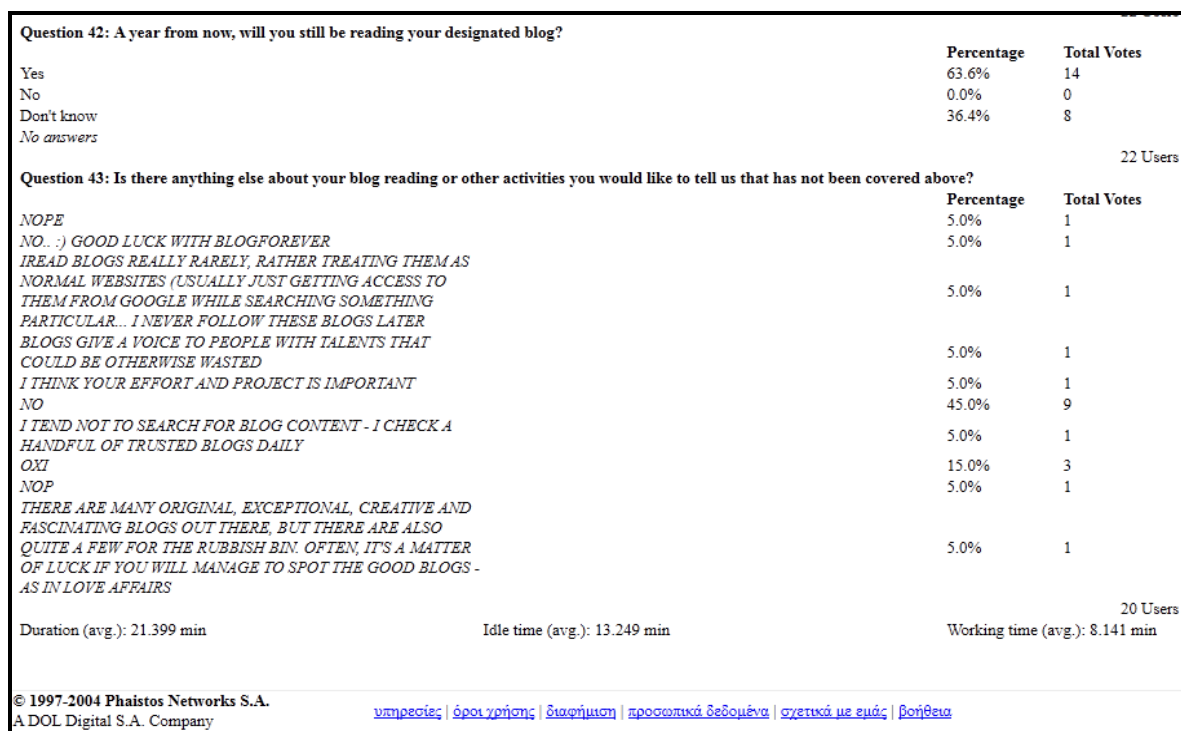 Question 42: A year from now, will you still be reading your designated blog?
Percentage Total Votes
Yes 63.6% 14
No 0.0% 0
Don't know 36.4% 8
No answers
22 Users
Question 43: Is there anything else about your blog reading or other activities you would like to tell us that has not been covered above?
Percentage Total Votes
NOPE 5.0% 1
NO.. :) GOOD LUCK WITH BLOGFOREVER 5.0% 1
IREAD BLOGS REALLY RARELY, RATHER TREATING THEM AS
NORMAL WEBSITES (USUALLY JUST GETTING ACCESS TO
THEM FROM GOOGLE WHILE SEARCHING SOMETHING 5.0% 1
PARTICULAR... I NEVER FOLLOW THESE BLOGS LATER
BLOGS GIVE A VOICE TO PEOPLE WITH TALENTS THAT
COULD BE OTHERWISE WASTED 5.0% 1
I THINK YOUR EFFORT AND PROJECT IS IMPORTANT 5.0% 1
NO 45.0% 9
I TEND NOT TO SEARCH FOR BLOG CONTENT - I CHECK A
HANDFUL OF TRUSTED BLOGS DAILY 5.0% 1
OXI 15.0% 3
NOP 5.0% 1
THERE ARE MANY ORIGINAL, EXCEPTIONAL, CREATIVE AND
FASCINATING BLOGS OUT THERE, BUT THERE ARE ALSO
QUITE A FEW FOR THE RUBBISH BIN. OFTEN, IT'S A MATTER 5.0% 1
OF LUCK IF YOU WILL MANAGE TO SPOT THE GOOD BLOGS -
AS IN LOVE AFFAIRS
20 Users
Duration (avg.): 21.399 min Idle time (avg.): 13.249 min Working time (avg.): 8.141 min
© 1997-2004 Phaistos Networks S.A.
A DOL Digital S.A. Company
υπηρεσίες | όροι χρήσης | διαφήμιση | προσωπικά δεδομένα | σχετικά με εμάς | βοήθεια